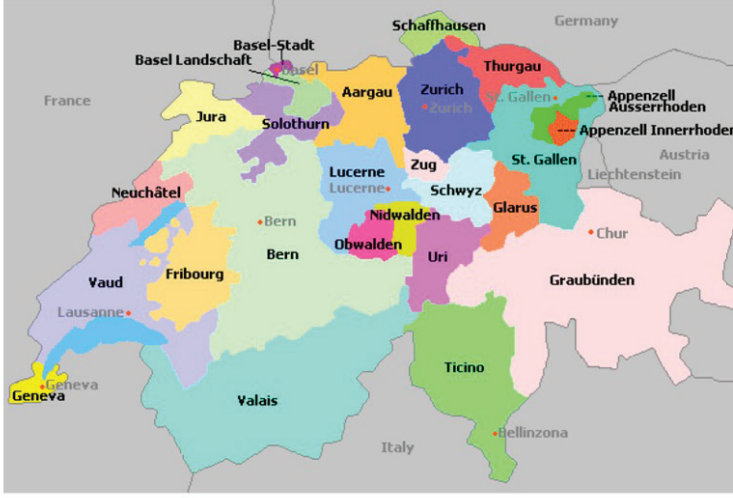 Schaffhausen
Germany
Basel-Stadt
Basel Landschaft
Basel
Thurgau
France
Aargau
Zurich
Zurich
St. Gallen
Appenzell
Ausserrhoden
Jura
Solothurn
Appenzell Innerrhoden
Austria
St. Gallen
Liechtenstein
Zug
Lucerne
Lucerne
Schwyz
Neuchâtel
Glarus
Nidwalden
Bern
Obwalden
Chur
Bern
Uri
Fribourg
Vaud
Graubünden
Lausanne
Ticino
Geneva
Geneva
Valais
Bellinzona
Italy